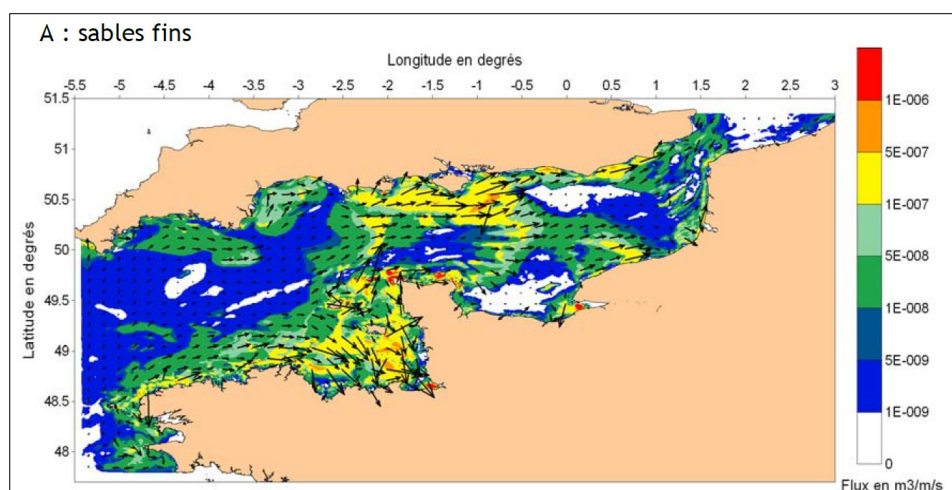 A : sables fins
Longitude en degrés
-5.5 -5 -4.5 -4 -3.5 -3 -2.5 -2 -1.5 -1 -0.5 0 0.5 1 1.5 2 2.5 3
Latitude en degrés
51.5
51
50.5
50
49.5
49
48.5
48
1E-006
5E-007
1E-007
5E-008
1E-008
5E-009
1E-009
0
Flux en m3/m/s